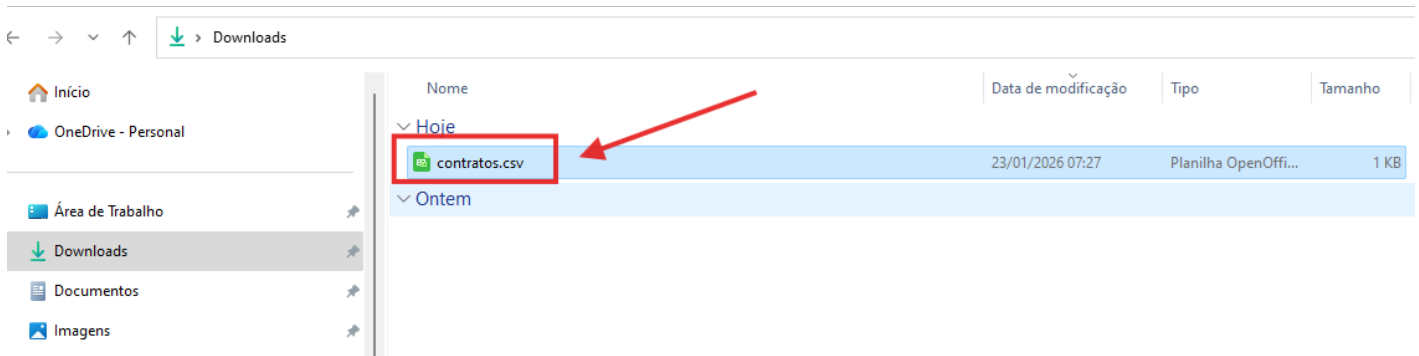 Downloads
Início
OneDrive - Personal
Área de Trabalho
Downloads
Documentos
Imagens
Nome Data de modificação Tipo Tamanho
Hoje
contratos.csv 23/01/2026 07:27 Planilha OpenOffi... 1 KB
Ontem